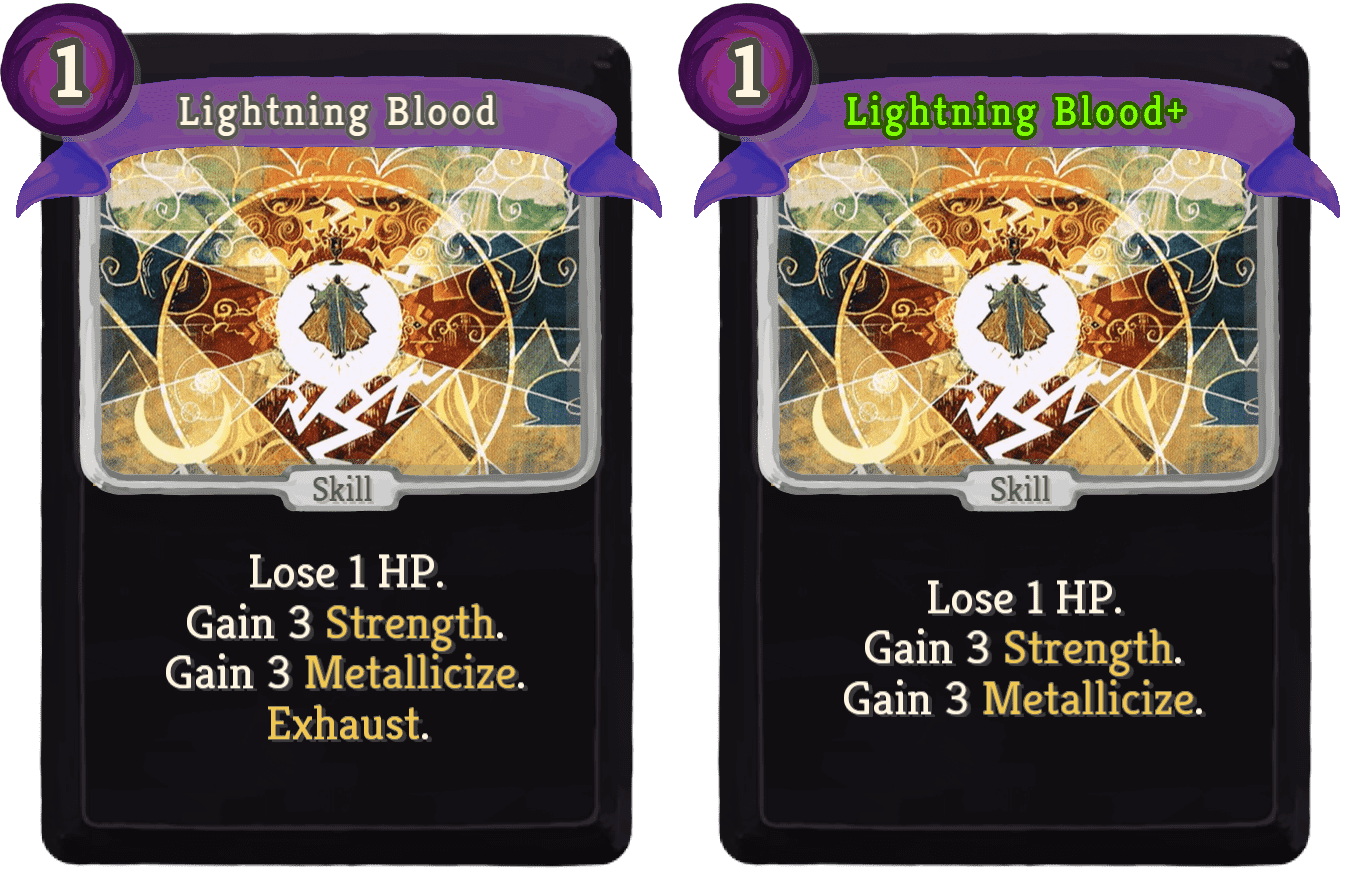 1
Lightning Blood
Skill
Lose 1 HP.
Gain 3 Strength.
Gain 3 Metallicize.
Exhaust.
1
Lightning Blood+
Skill
Lose 1 HP.
Gain 3 Strength.
Gain 3 Metallicize.